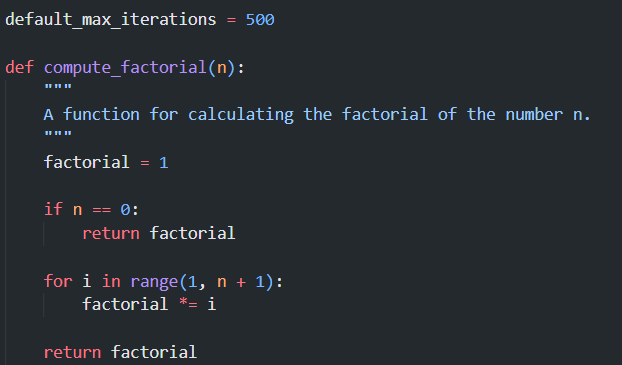 default_max_iterations = 500
def compute_factorial(n):
"""
A function for calculating the factorial of the number n.
"""
factorial = 1
if n == 0:
return factorial
for i in range(1, n + 1):
factorial *= i
return factorial